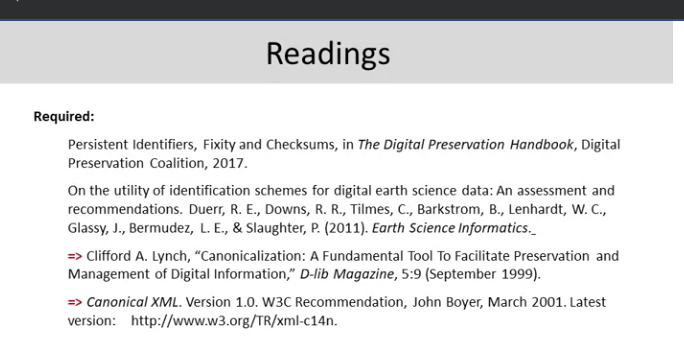 Readings
Required:
Persistent Identifiers, Fixity and Checksums, in The Digital Preservation Handbook, Digital
Preservation Coalition, 2017.
On the utility of identification schemes for digital earth science data: An assessment and
recommendations. Duerr, R. E., Downs, R. R., Tilmes, C., Barkstrom, B., Lenhardt, W. C.,
Glassy, J., Bermudez, L. E., & Slaughter, P. (2011). Earth Science Informatics._
=> Clifford A. Lynch, “Canonicalization: A Fundamental Tool To Facilitate Preservation and
Management of Digital Information,” D-lib Magazine, 5:9 (September 1999).
=> Canonical XML. Version 1.0. W3C Recommendation, John Boyer, March 2001. Latest
version: http://www.w3.org/TR/xml-c14n.